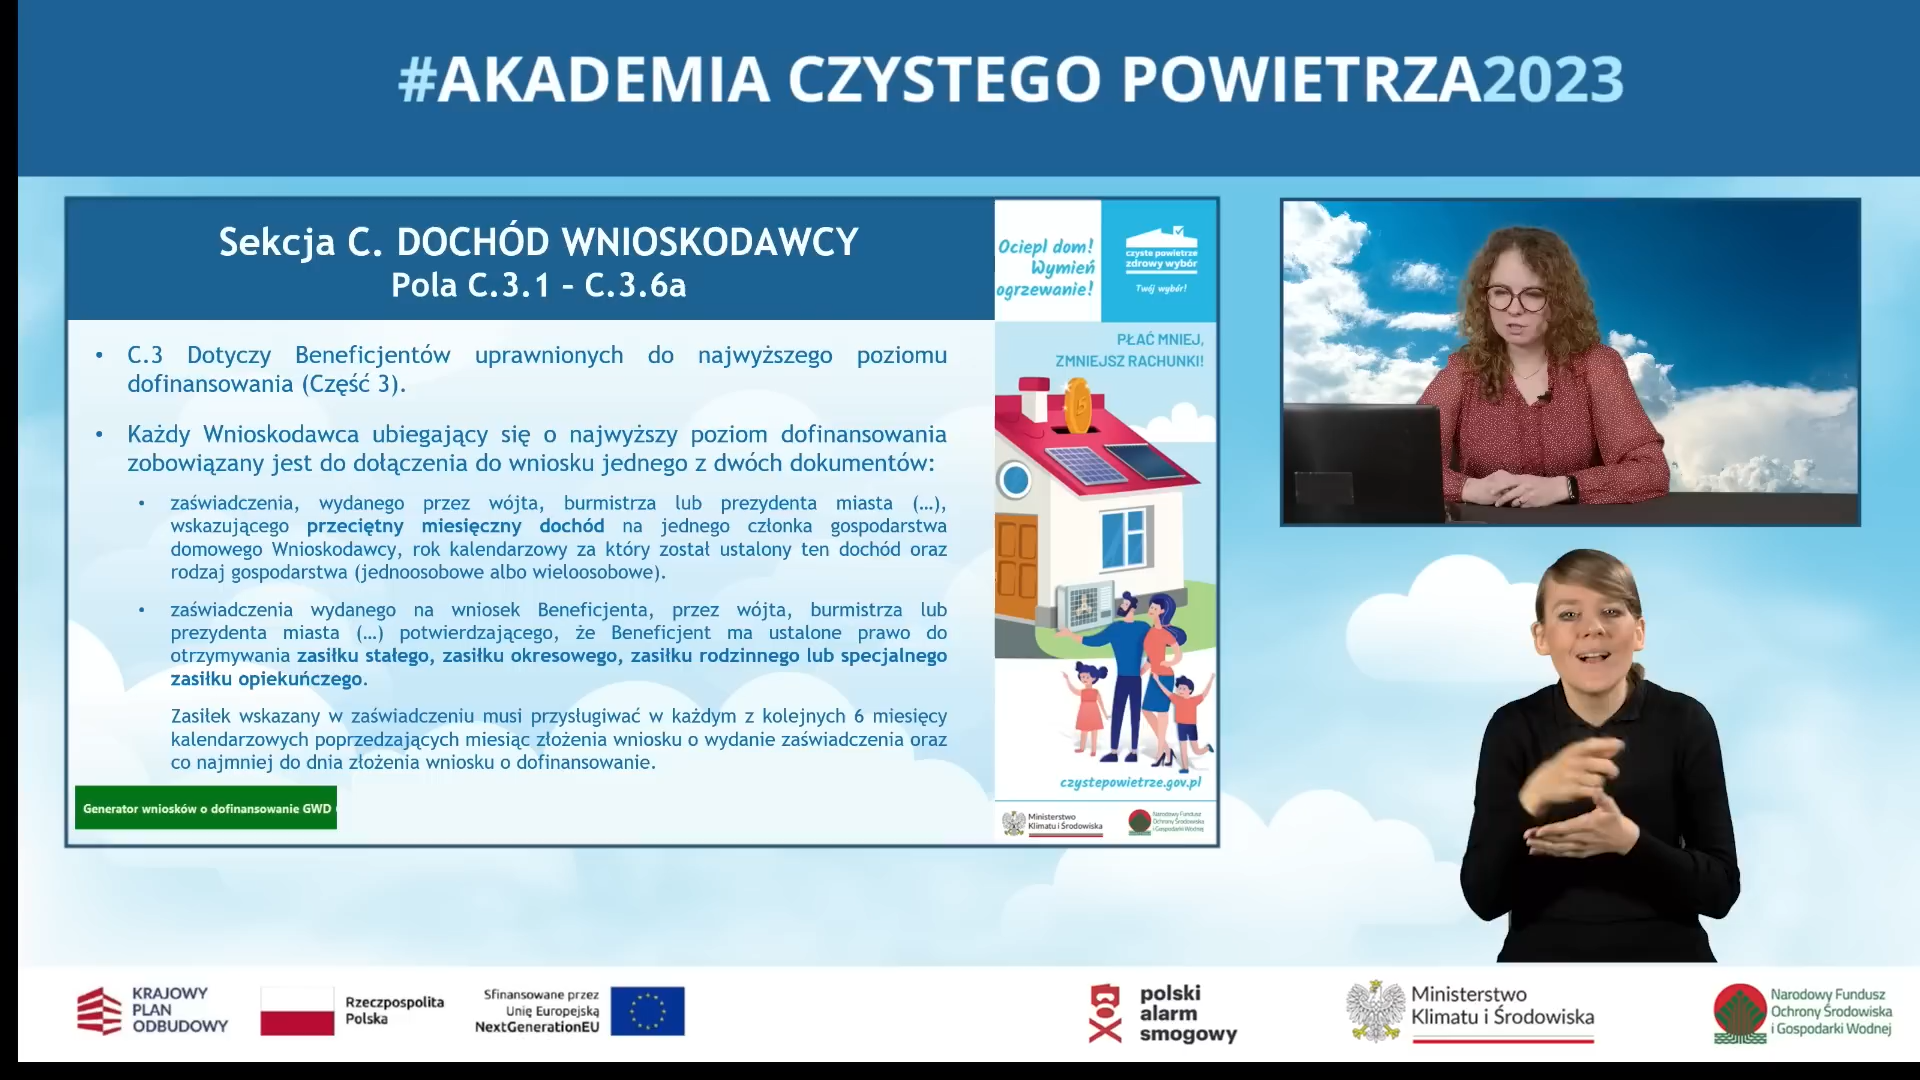 #AKADEMIA CZYSTEGO POWIETRZA2023
Sekcja C. DOCHÓD WNIOSKODAWCY
Pola C.3.1 – C.3.6a
• C.3 Dotyczy Beneficjentów uprawnionych do najwyższego poziomu
dofinansowania (Część 3).
• Każdy Wnioskodawca ubiegający się o najwyższy poziom dofinansowania
zobowiązany jest do dołączenia do wniosku jednego z dwóch dokumentów:
• zaświadczenia, wydanego przez wójta, burmistrza lub prezydenta miasta (…),
wskazującego przeciętny miesięczny dochód na jednego członka gospodarstwa
domowego Wnioskodawcy, rok kalendarzowy za który został ustalony ten dochód oraz
rodzaj gospodarstwa (jednoosobowe albo wieloosobowe).
• zaświadczenia wydanego na wniosek Beneficjenta, przez wójta, burmistrza lub
prezydenta miasta (…) potwierdzającego, że Beneficjent ma ustalone prawo do
otrzymywania zasiłku stałego, zasiłku okresowego, zasiłku rodzinnego lub specjalnego
zasiłku opiekuńczego.
Zasiłek wskazany w zaświadczeniu musi przysługiwać w każdym z kolejnych 6 miesięcy
kalendarzowych poprzedzających miesiąc złożenia wniosku o wydanie zaświadczenia oraz
co najmniej do dnia złożenia wniosku o dofinansowanie.
Generator wniosków o dofinansowanie GWD
Ociepl dom!
Wymień
ogrzewanie!
czyste powietrze
zdrowy wybór
Twój wybór!
PŁAĆ MNIEJ,
ZMNIEJSZ RACHUNKI!
czystepowietrze.gov.pl
Ministerstwo
Klimatu i Środowiska
Narodowy Fundusz
Ochrony Środowiska
i Gospodarki Wodnej
KRAJOWY
PLAN
ODBUDOWY
Rzeczpospolita
Polska
Sfinansowane przez
Unię Europejską
NextGenerationEU
polski
alarm
smogowy
Ministerstwo
Klimatu i Środowiska
Narodowy Fundusz
Ochrony Środowiska
i Gospodarki Wodnej